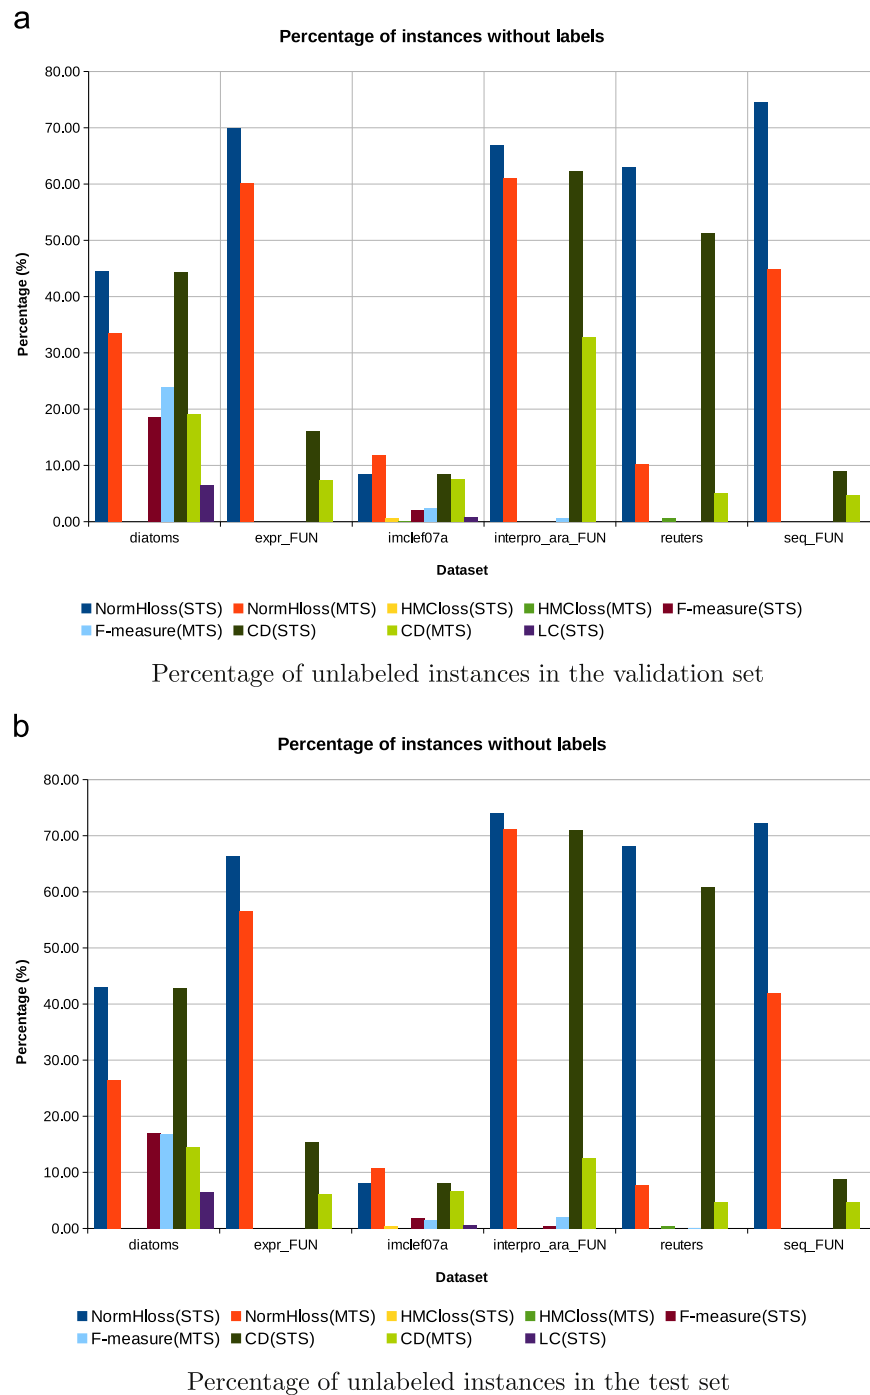 a
Percentage of instances without labels
80.00
70.00
60.00
50.00
40.00
30.00
20.00
10.00
0.00
Percentage (%)
diatoms expr_FUN imclef07a interpro_ara_FUN reuters seq_FUN
Dataset
NormHloss(STS) NormHloss(MTS) HMCloss(STS) HMCloss(MTS) F-measure(STS)
F-measure(MTS) CD(STS) CD(MTS) LC(STS)
Percentage of unlabeled instances in the validation set
b
Percentage of instances without labels
80.00
70.00
60.00
50.00
40.00
30.00
20.00
10.00
0.00
Percentage (%)
diatoms expr_FUN imclef07a interpro_ara_FUN reuters seq_FUN
Dataset
NormHloss(STS) NormHloss(MTS) HMCloss(STS) HMCloss(MTS) F-measure(STS)
F-measure(MTS) CD(STS) CD(MTS) LC(STS)
Percentage of unlabeled instances in the test set